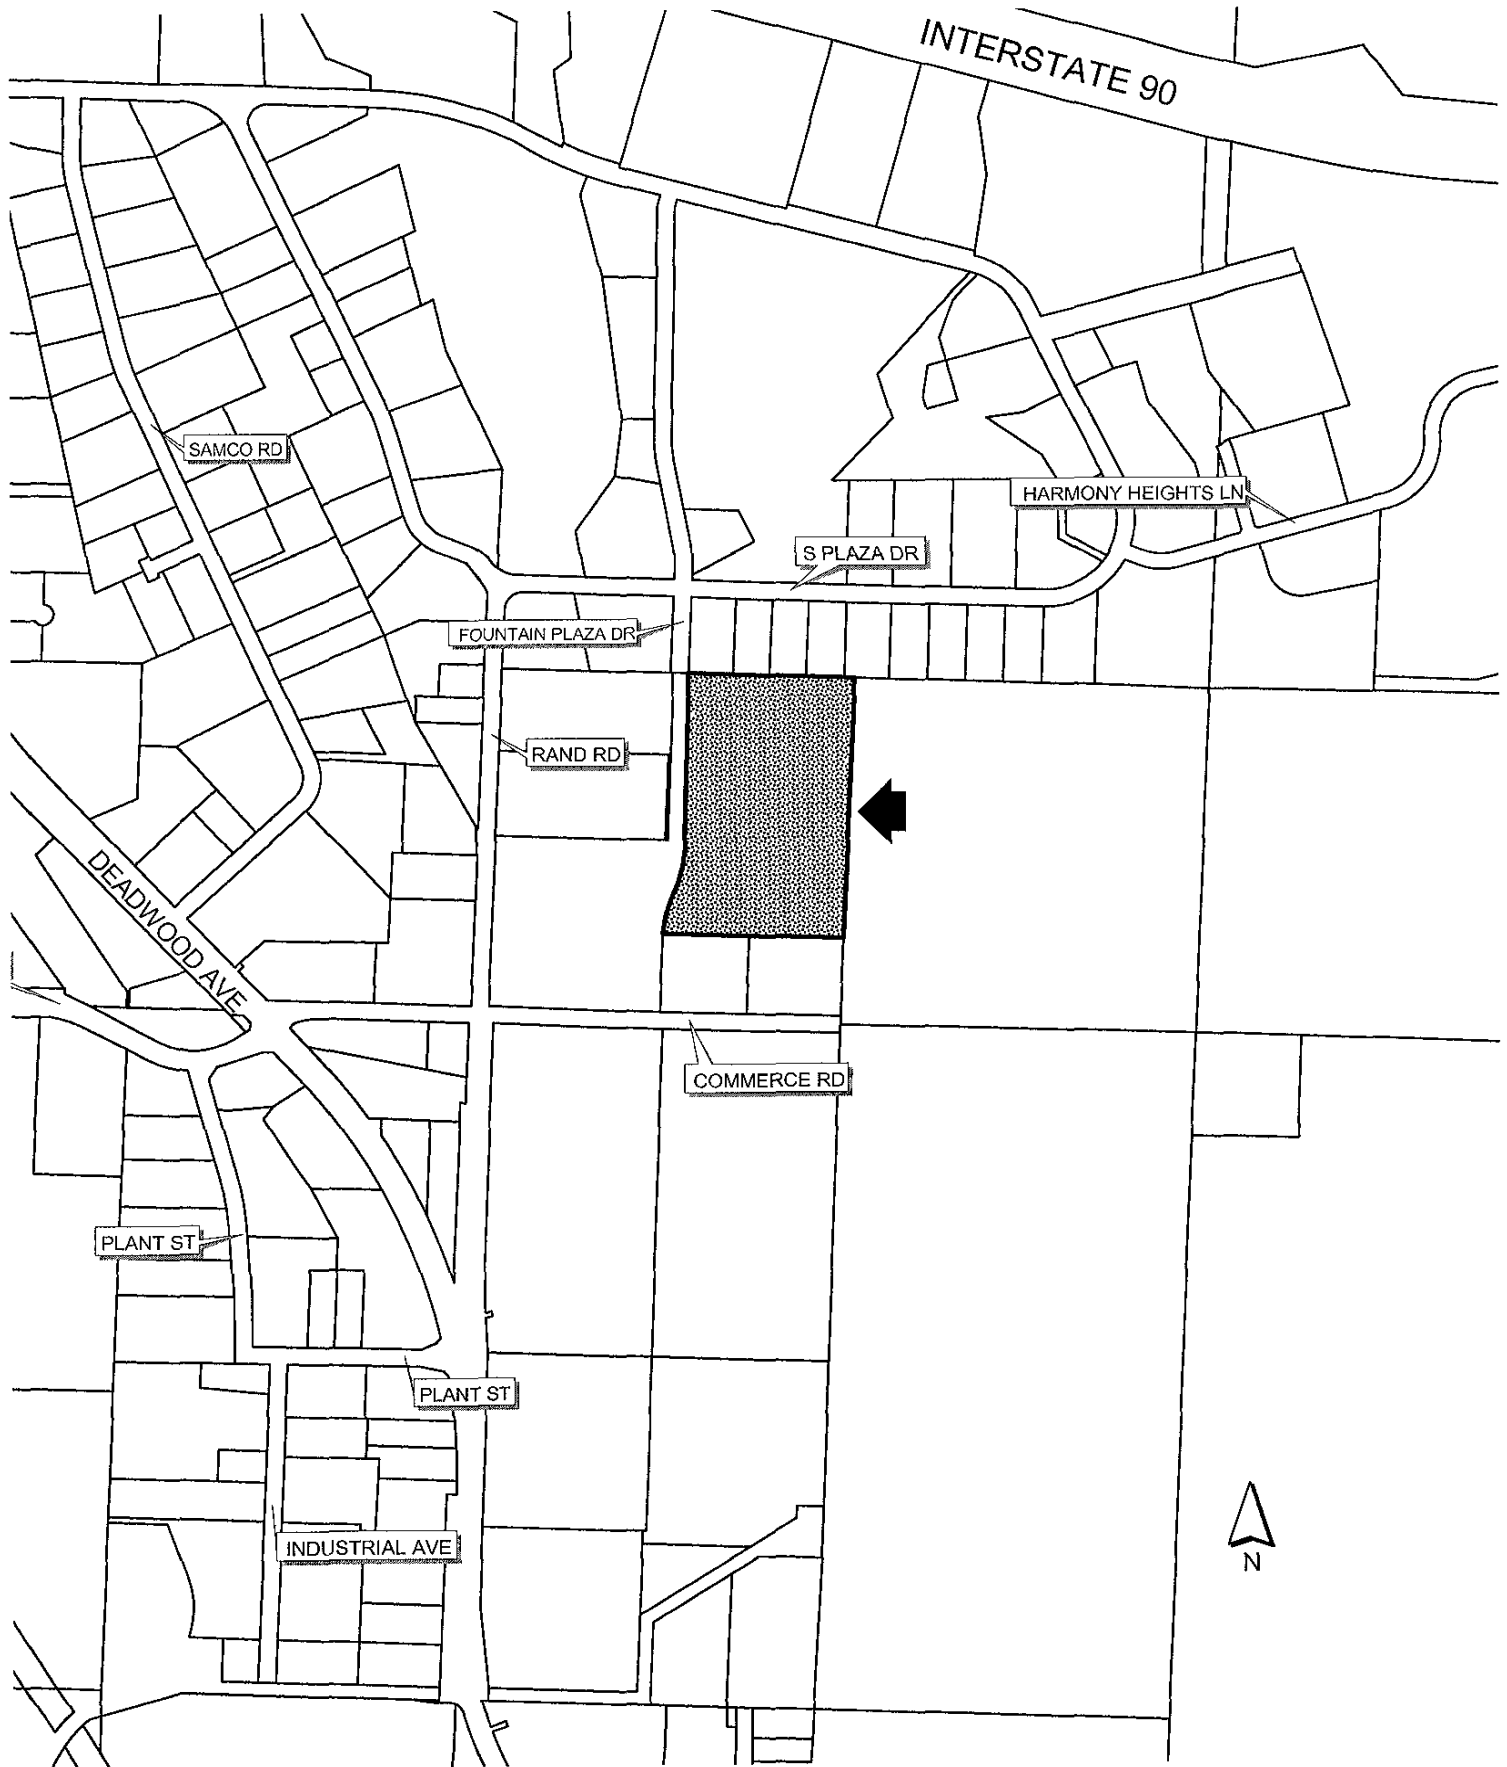 INTERSTATE 90
SAMCO RD
HARMONY HEIGHTS LN
S PLAZA DR
FOUNTAIN PLAZA DR
RAND RD
DEADWOOD AVE
COMMERCE RD
PLANT ST
PLANT ST
INDUSTRIAL AVE
N